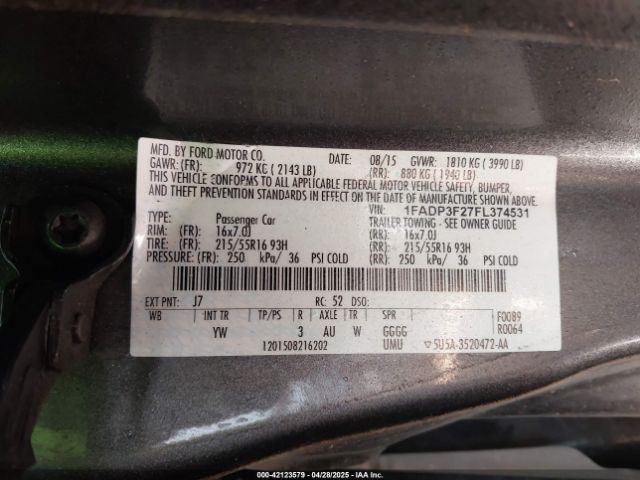 MFD. BY FORD MOTOR CO.
DATE: 08/15 GVWR: 1810 KG ( 3990 LB)
GAWR: (FR) 972 KG ( 2143 LB) (RR): 880 KG ( 1940 LB)
THIS VEHICLE CONFORMS TO ALL APPLICABLE FEDERAL MOTOR VEHICLE SAFETY, BUMPER,
AND THEFT PREVENTION STANDARDS IN EFFECT ON THE DATE OF MANUFACTURE SHOWN ABOVE.
VIN: 1FADP3F27FL374531
TYPE: Passenger Car TRAILER TOWING - SEE OWNER GUIDE
RIM: (FR) 16x7.0J (RR): 16x7.0J
TIRE: (FR) 215/55R16 93H (RR): 215/55R16 93H
PRESSURE: (FR) 250 kPa/ 36 PSI COLD (RR): 250 kPa/ 36 PSI COLD
EXT PNT: J7 RC: 52 DSO:
WB INT TR TP/PS R AXLE TR SPR F0089
YW 3 AU W GGGG R0064
1201508216202 UMU 5U5A-3520472-AA
000-42123579 | 04/28/2025 | IAAI.COM